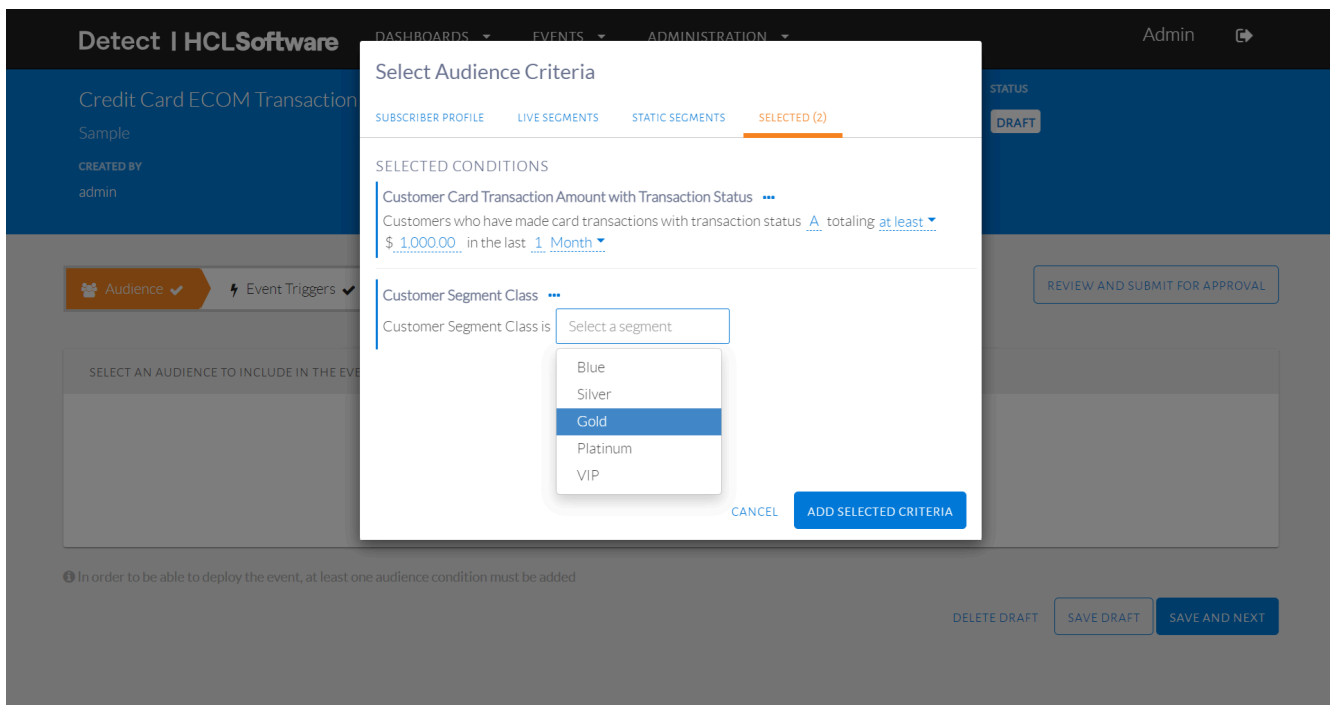 Detect | HCLSoftware
DASHBOARDS EVENTS ADMINISTRATION
Admin
Credit Card ECOM Transaction
Sample
CREATED BY
admin
STATUS
DRAFT
Select Audience Criteria
SUBSCRIBER PROFILE LIVE SEGMENTS STATIC SEGMENTS SELECTED (2)
SELECTED CONDITIONS
Customer Card Transaction Amount with Transaction Status •••
Customers who have made card transactions with transaction status A totaling at least
$ 1,000.00 in the last 1 Month
Customer Segment Class •••
Customer Segment Class is Select a segment
Blue
Silver
Gold
Platinum
VIP
CANCEL ADD SELECTED CRITERIA
Audience Event Triggers
REVIEW AND SUBMIT FOR APPROVAL
SELECT AN AUDIENCE TO INCLUDE IN THE EVE
In order to be able to deploy the event, at least one audience condition must be added
DELETE DRAFT SAVE DRAFT SAVE AND NEXT